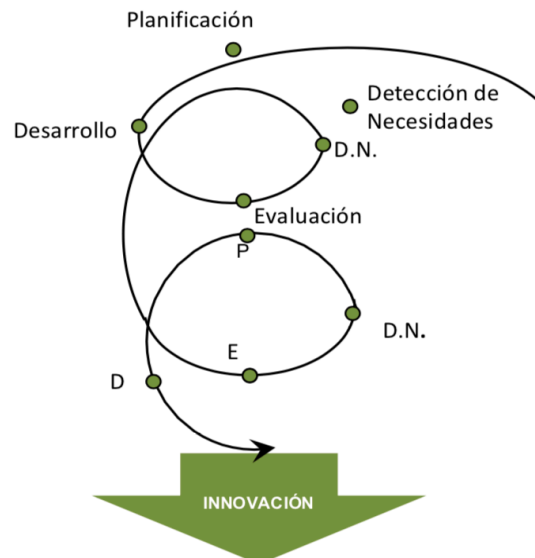 Planificación
Detección de
Necesidades
Desarrollo
D.N.
Evaluación
P
D.N.
E
D
INNOVACIÓN